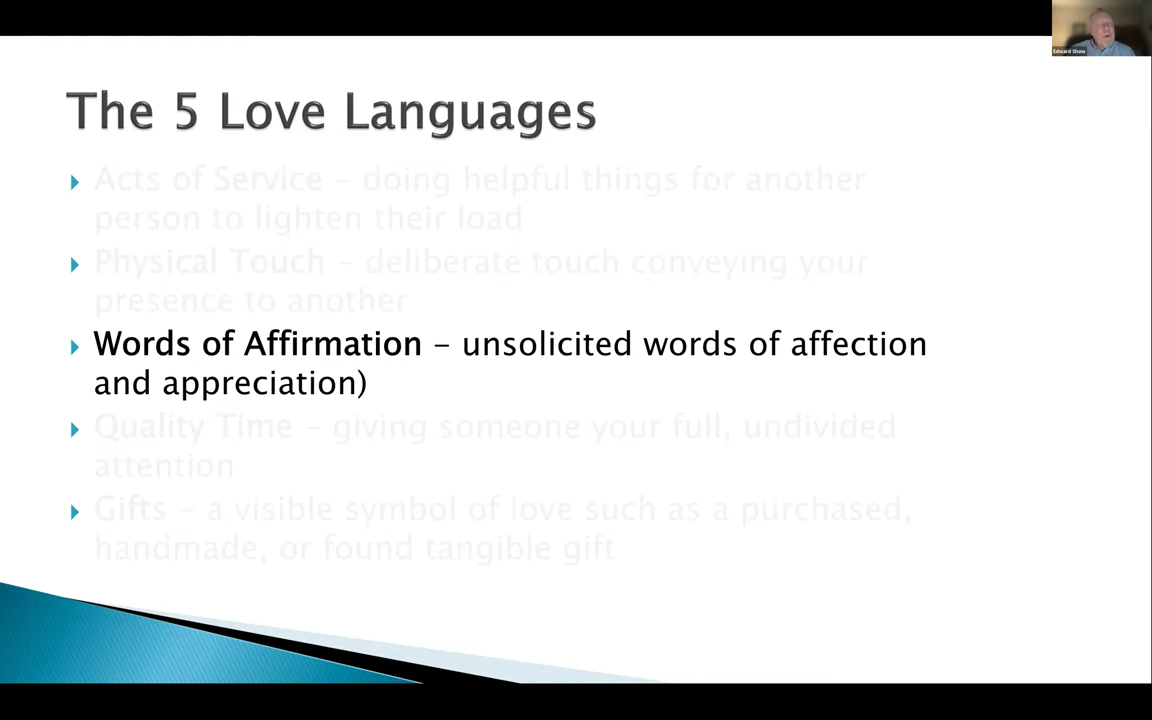 Edward Shaw
The 5 Love Languages
Acts of Service – doing helpful things for another
person to lighten their load
Physical Touch – deliberate touch conveying your
presence to another
Words of Affirmation – unsolicited words of affection
and appreciation)
Quality Time – giving someone your full, undivided
attention
Gifts – a visible symbol of love such as a purchased,
handmade, or found tangible gift